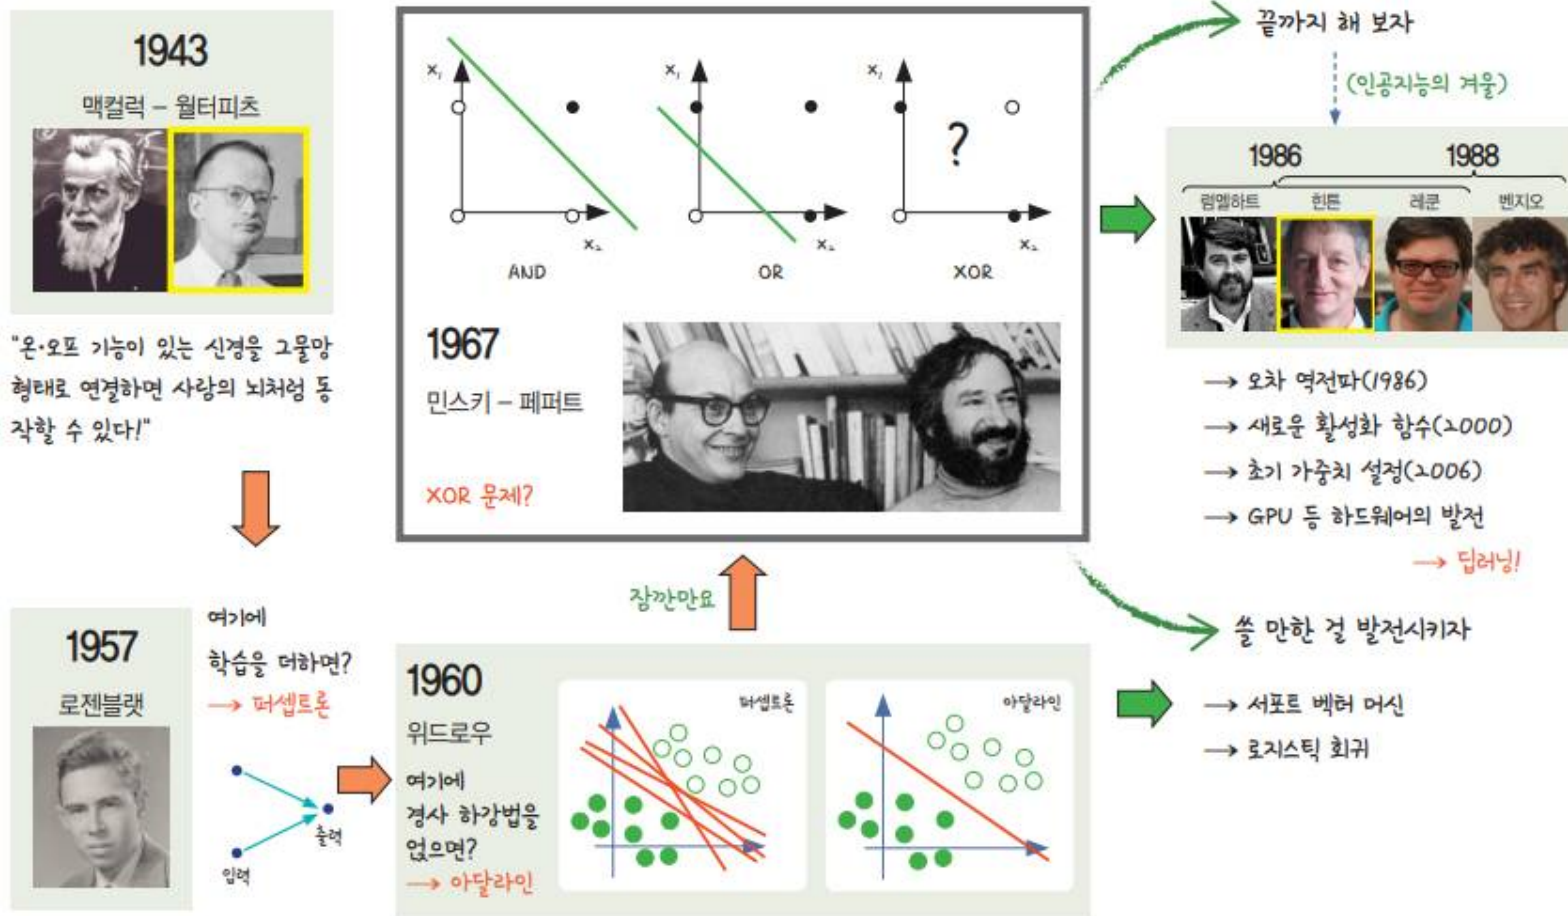 1943
맥컬럭 – 월터피츠
"온·오프 기능이 있는 신경을 그물망
형태로 연결하면 사람의 뇌처럼 동
작할 수 있다!"
1957
로젠블랫
여기에
학습을 더하면?
→ 퍼셉트론
입력
출력
1960
위드로우
여기에
경사 하강법을
얹으면?
→ 아달라인
퍼셉트론
아달라인
잠깐만요
x₁
x₂
AND
x₁
x₂
OR
x₁
?
x₂
XOR
1967
민스키 – 페퍼트
XOR 문제?
끝까지 해 보자
(인공지능의 겨울)
1986
1988
럼멜하트
힌튼
레쿤
벤지오
→ 오차 역전파(1986)
→ 새로운 활성화 함수(2000)
→ 초기 가중치 설정(2006)
→ GPU 등 하드웨어의 발전
→ 딥러닝!
쓸 만한 걸 발전시키자
→ 서포트 벡터 머신
→ 로지스틱 회귀